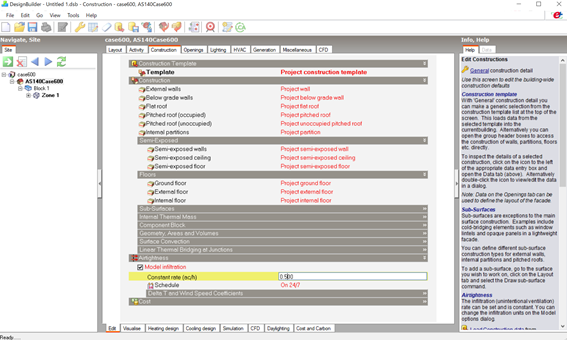 DesignBuilder - Untitled 1.dsb - Construction - case600, AS140Case600
File Edit Go View Tools Help
Navigate, Site
case600, AS140Case600
Info, Help
Site
Layout Activity Construction Openings Lighting HVAC Generation Miscellaneous CFD
Help Data
case600
AS140Case600
Block 1
Zone 1
Construction Template
Template Project construction template
Construction
External walls Project wall
Below grade walls Project below grade wall
Flat roof Project flat roof
Pitched roof (occupied) Project pitched roof
Pitched roof (unoccupied) Project unoccupied pitched roof
Internal partitions Project partition
Semi-Exposed
Semi-exposed walls Project semi-exposed wall
Semi-exposed ceiling Project semi-exposed ceiling
Semi-exposed floor Project semi-exposed floor
Floors
Ground floor Project ground floor
External floor Project external floor
Internal floor Project internal floor
Sub-Surfaces
Internal Thermal Mass
Component Block
Geometry, Areas and Volumes
Surface Convection
Linear Thermal Bridging at Junctions
Airtightness
Model infiltration
Constant rate (ac/h) 0.500
Schedule On 24/7
Delta T and Wind Speed Coefficients
Cost
Edit Constructions
General construction detail
Use this screen to edit the building-wide
construction defaults
Construction template
With 'General' construction detail you
can make a generic selection from the
construction template list at the top of the
screen. This loads data from the
selected template into the
currentbuilding. Alternatively you can
open the group header boxes to access
the construction of walls, partitions, floors
etc. directly.
To inspect the details of a selected
construction, click on the icon to the left
of the appropriate data entry box and
open the Data tab (above). Alternatively
double-click the icon to view/edit the data
in a dialog.
Note: Data on the Openings tab can be
used to define the layout of the facade
Sub-Surfaces
Sub-surfaces are exceptions to the main
surface construction. Examples include
cold-bridging elements such as window
lintels and opaque panels in a lightweight
facade.
You can define different sub-surface
construction types for external walls,
internal partitions and pitched roofs.
To add a sub-surface, go to the surface
you wish to work on, click on the Layout
tab and select the Draw sub-surface
command.
Airtightness
The infiltration (unintentional ventilation)
rate can be set and is constant. You can
change the infiltration units on the Model
options dialog.
Load Construction data from
Edit Visualise Heating design Cooling design Simulation CFD Daylighting Cost and Carbon
Ready.....